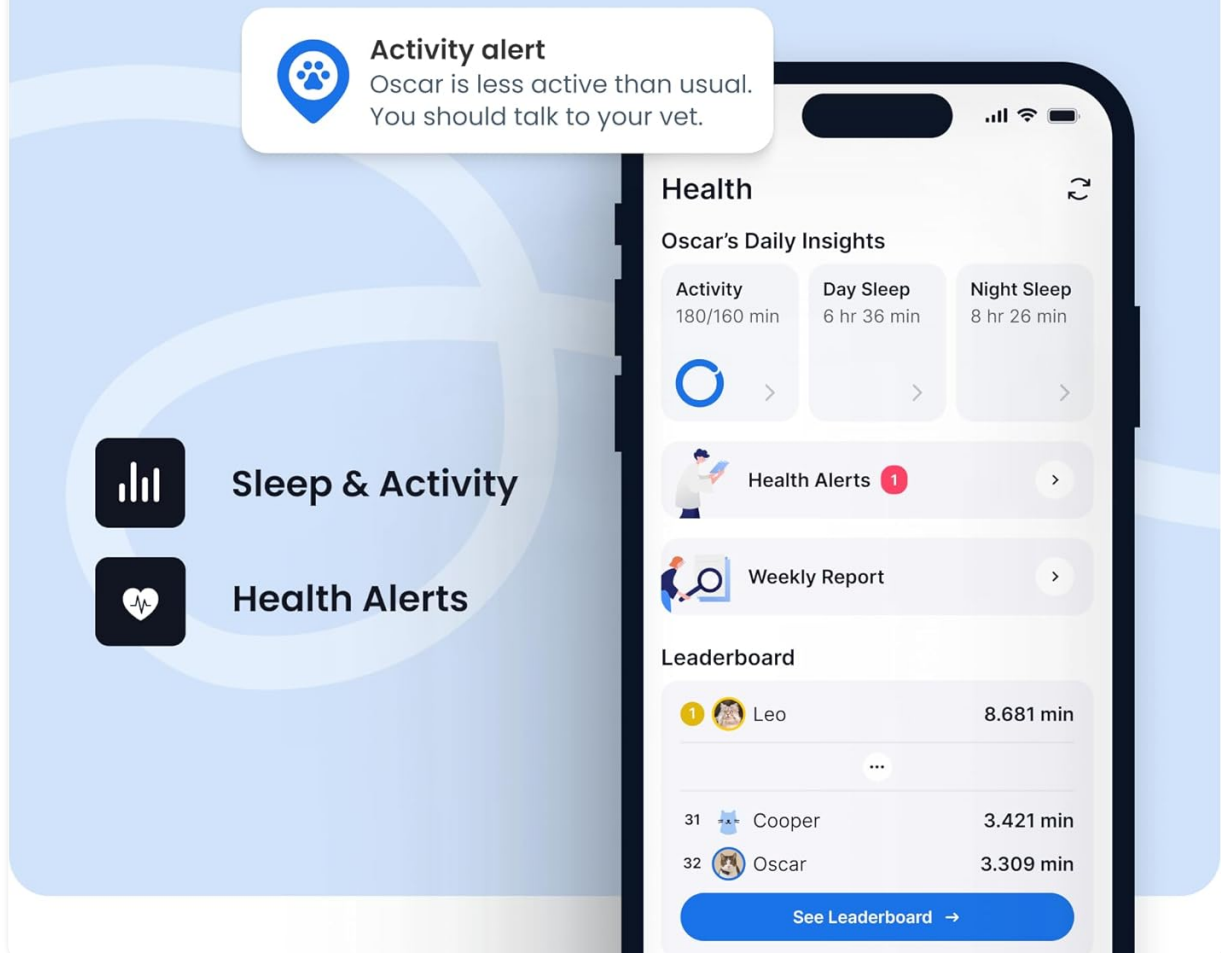 Activity alert
Oscar is less active than usual.
You should talk to your vet.
Sleep & Activity
Health Alerts
Health
Oscar’s Daily Insights
Activity
180/160 min
Day Sleep
6 hr 36 min
Night Sleep
8 hr 26 min
Health Alerts 1
Weekly Report
Leaderboard
1 Leo 8.681 min
31 Cooper 3.421 min
32 Oscar 3.309 min
See Leaderboard →